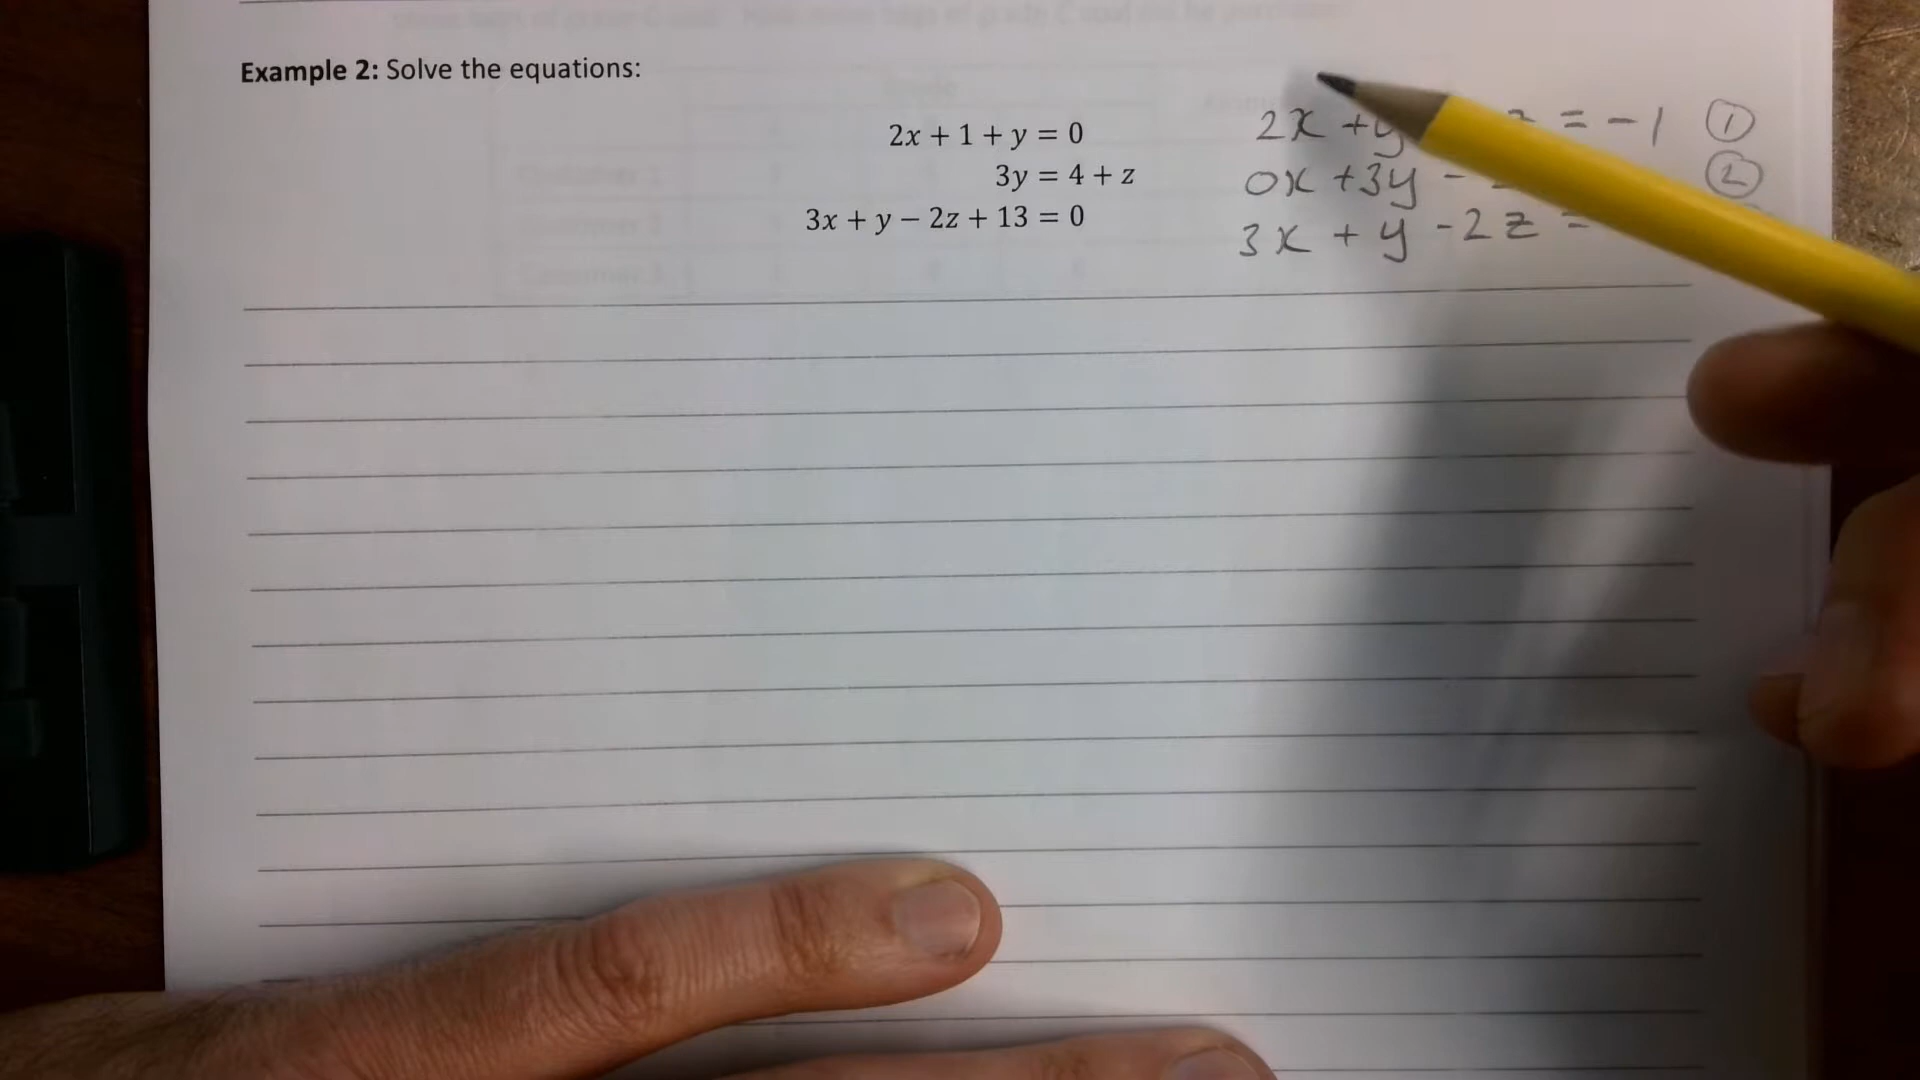 Example 2: Solve the equations:
2x + 1 + y = 0
3y = 4 + z
3x + y − 2z + 13 = 0
2x + y = -1 ①
0x + 3y - ②
3x + y - 2z =